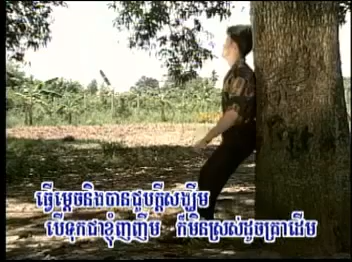 ធ្វើម្ដេចនឹងបានជួបក្ដីសង្ឃឹម
បើទុកជាខ្ញុំញញឹម ក៏មិនស្រស់ដូចគ្រាដើម